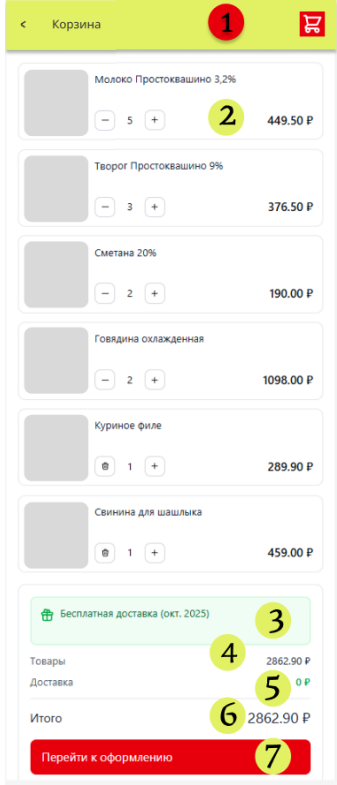 < Корзина 1
Молоко Простоквашино 3,2%
− 5 + 2 449.50 ₽
Творог Простоквашино 9%
− 3 + 376.50 ₽
Сметана 20%
− 2 + 190.00 ₽
Говядина охлажденная
− 2 + 1098.00 ₽
Куриное филе
1 + 289.90 ₽
Свинина для шашлыка
1 + 459.00 ₽
Бесплатная доставка (окт. 2025) 3
Товары 4 2862.90 ₽
Доставка 5 0 ₽
Итого 6 2862.90 ₽
Перейти к оформлению 7